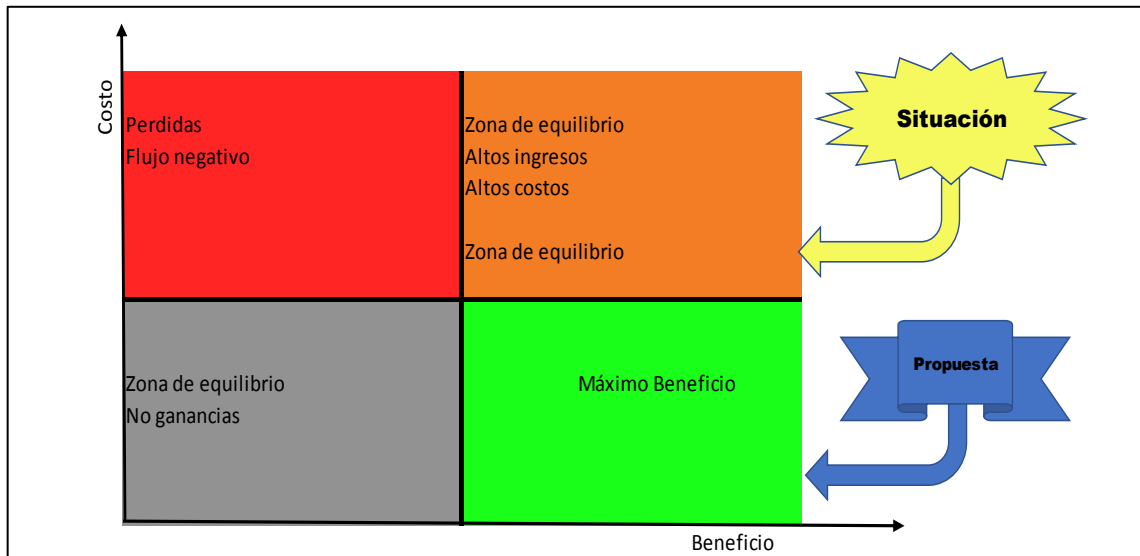 Costo
Perdidas
Flujo negativo
Zona de equilibrio
Altos ingresos
Altos costos
Zona de equilibrio
Situación
Zona de equilibrio
No ganancias
Máximo Beneficio
Propuesta
Beneficio